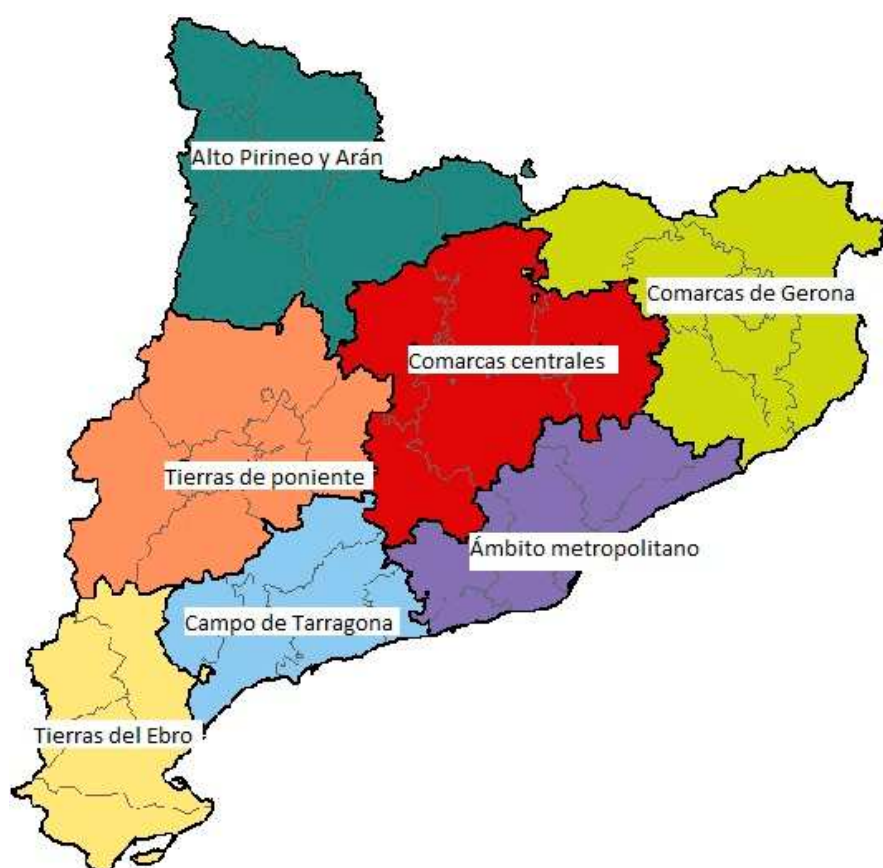 Alto Pirineo y Arán
Comarcas de Gerona
Comarcas centrales
Tierras de poniente
Ámbito metropolitano
Campo de Tarragona
Tierras del Ebro